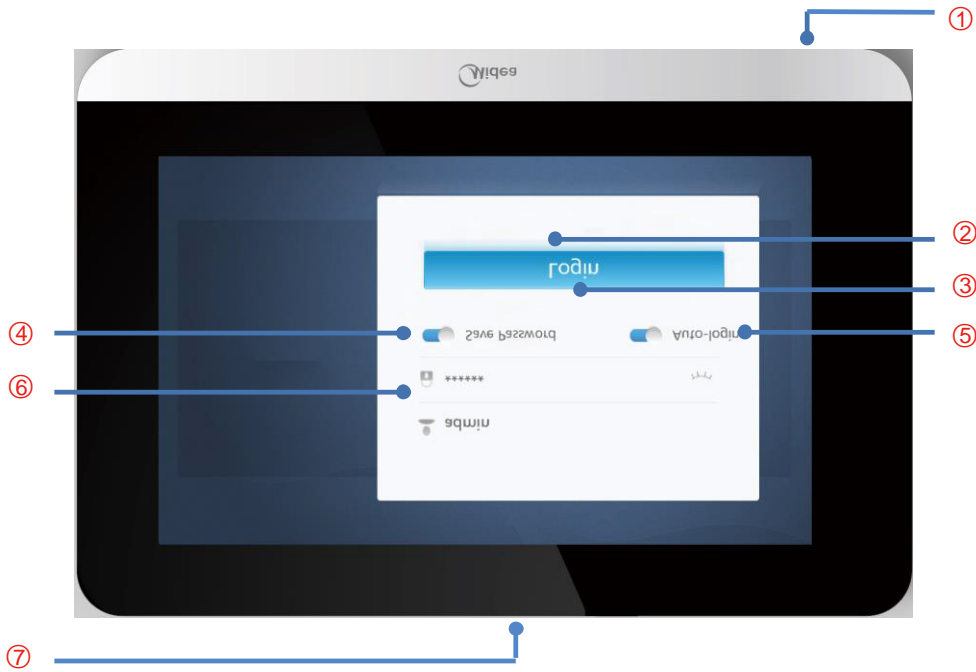 ①
Midea
②
Login
③
④ Save Password Auto-login ⑤
⑥ ******
admin
⑦